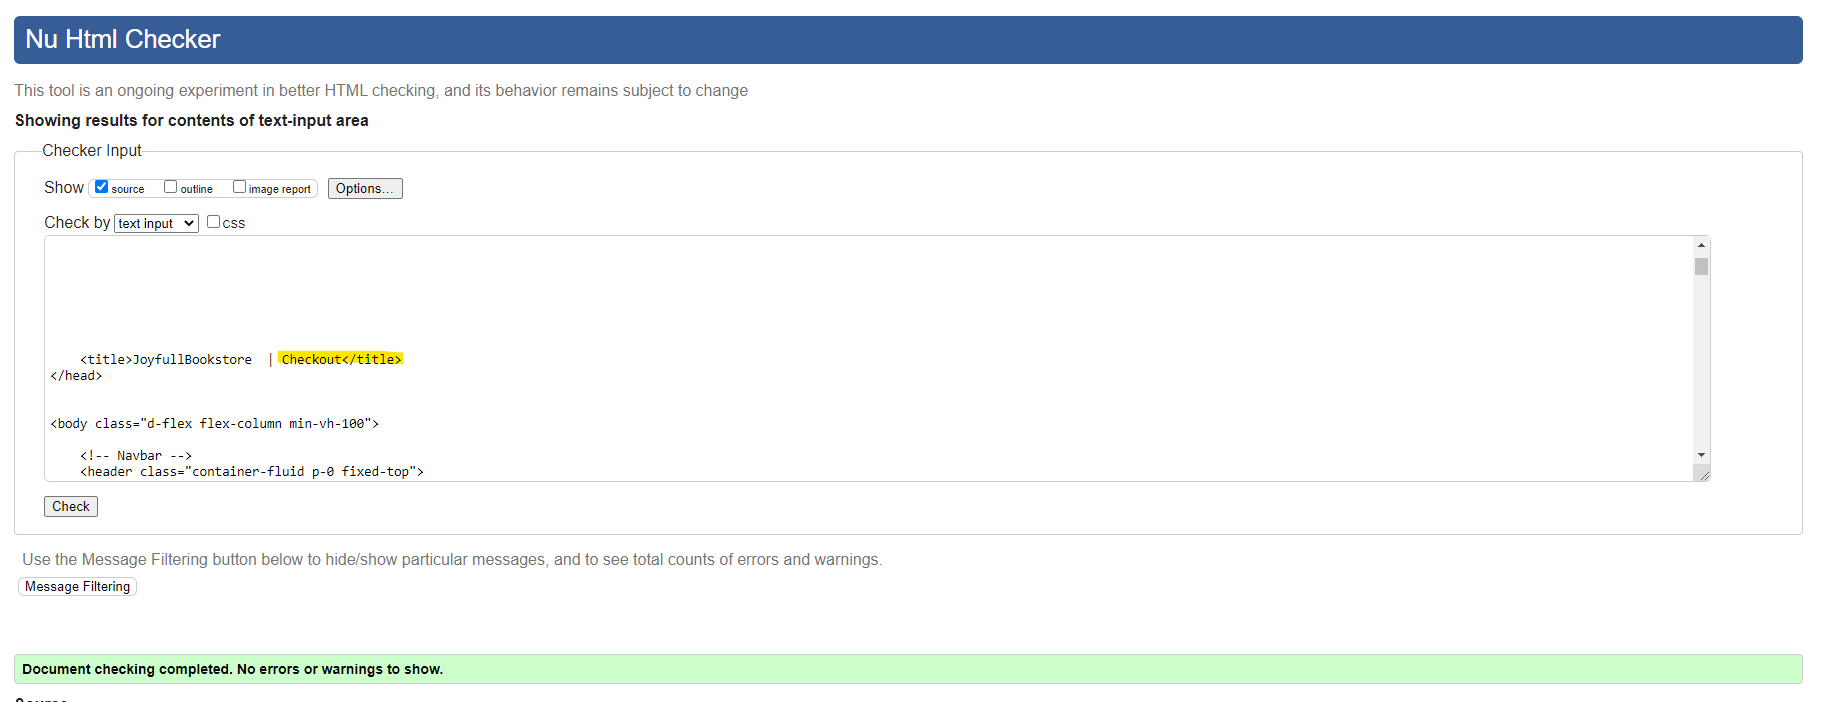 Nu Html Checker
This tool is an ongoing experiment in better HTML checking, and its behavior remains subject to change
Showing results for contents of text-input area
Checker Input
Show source outline image report Options...
Check by text input css
<title>JoyfullBookstore | Checkout</title>
</head>
<body class="d-flex flex-column min-vh-100">
<!-- Navbar -->
<header class="container-fluid p-0 fixed-top">
Check
Use the Message Filtering button below to hide/show particular messages, and to see total counts of errors and warnings.
Message Filtering
Document checking completed. No errors or warnings to show.